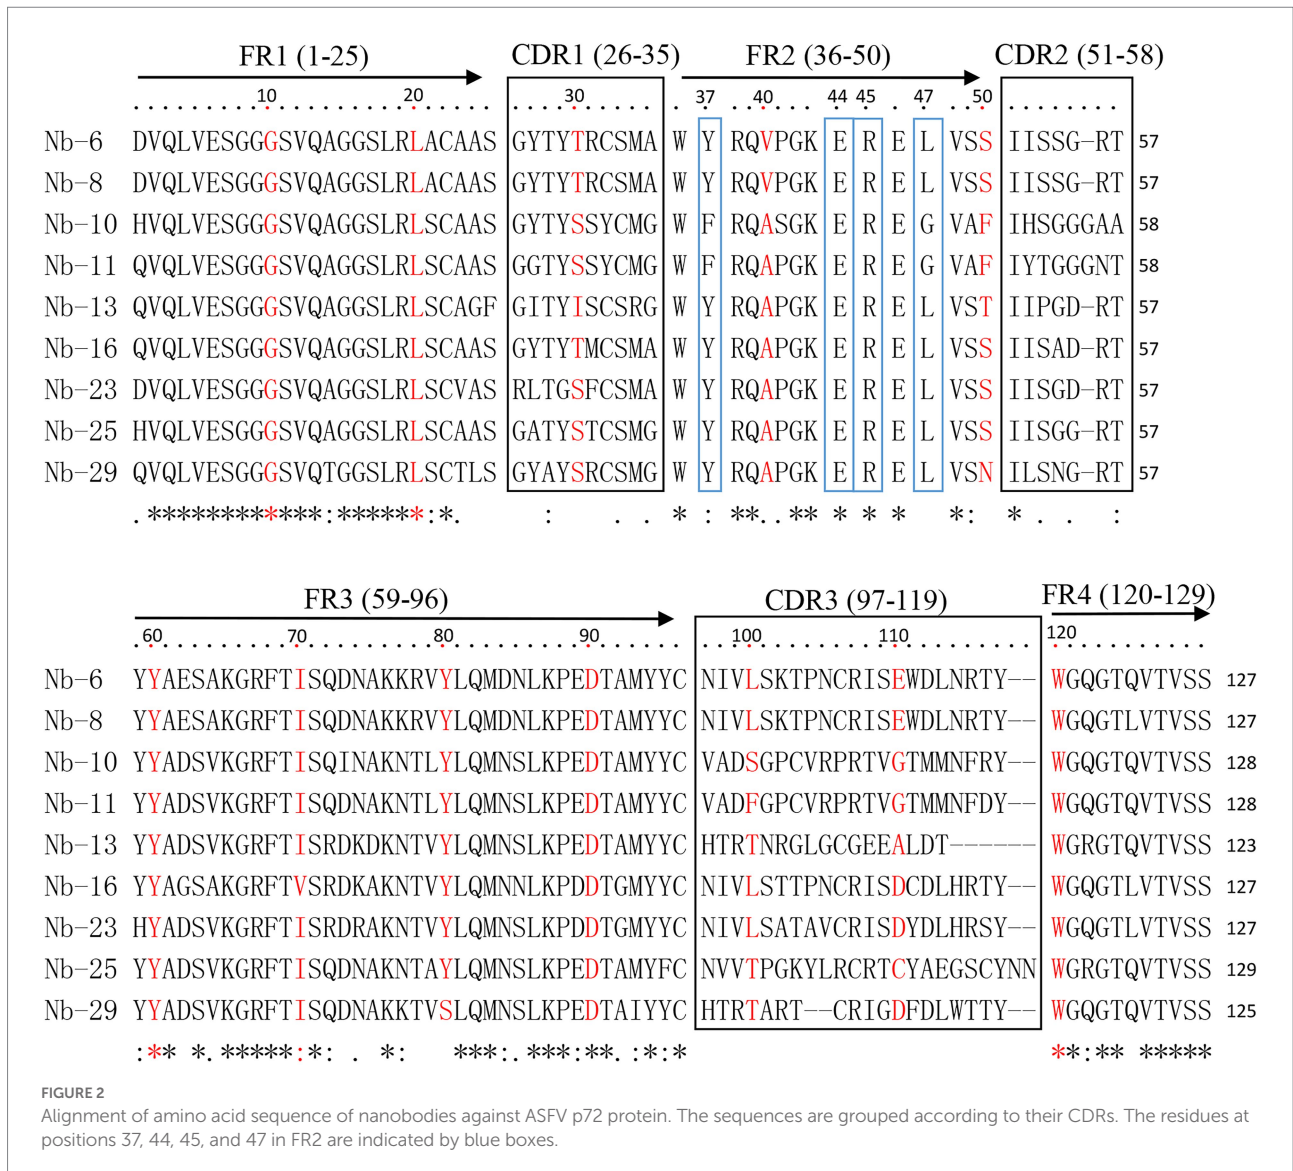 FR1 (1-25) CDR1 (26-35) FR2 (36-50) CDR2 (51-58)
10 20 30 37 40 44 45 47 50
Nb-6 DVQLVESGGGSVQAGGSLRLACAAS GYTYTRCSMA W Y RQVPGK E R E L VSS IISSG-RT 57
Nb-8 DVQLVESGGGSVQAGGSLRLACAAS GYTYTRCSMA W Y RQVPGK E R E L VSS IISSG-RT 57
Nb-10 HVQLVESGGGSVQAGGSLRLSCAAS GYTYSSYCMG W F RQASGK E R E G VAF IHSGGGAA 58
Nb-11 QVQLVESGGGSVQAGGSLRLSCAAS GGTYSSYCMG W F RQAPGK E R E G VAF IYTGGGNT 58
Nb-13 QVQLVESGGGSVQAGGSLRLSCAGF GITYISCSRG W Y RQAPGK E R E L VST IIPGD-RT 57
Nb-16 QVQLVESGGGSVQAGGSLRLSCAAS GYTYTMCSMA W Y RQAPGK E R E L VSS IISAD-RT 57
Nb-23 DVQLVESGGGSVQAGGSLRLSCVAS RLTGSFCSMA W Y RQAPGK E R E L VSS IISGD-RT 57
Nb-25 HVQLVESGGGSVQAGGSLRLSCAAS GATYSTCSMG W Y RQAPGK E R E L VSS IISGG-RT 57
Nb-29 QVQLVESGGGSVQTGGSLRLSCTLS GYAYSRCSMG W Y RQAPGK E R E L VSN ILSNG-RT 57
.************:******:*. : . . * : **..** * * * *: * . . :
FR3 (59-96) CDR3 (97-119) FR4 (120-129)
60 70 80 90 100 110 120
Nb-6 YYAESAKGRFTISQDNAKKRVYLQMDNLKPEDTAMYYC NIVLSKTPNCRISEWDLNRTY-- WGQGTQVTVSS 127
Nb-8 YYAESAKGRFTISQDNAKKRVYLQMDNLKPEDTAMYYC NIVLSKTPNCRISEWDLNRTY-- WGQGTLVTVSS 127
Nb-10 YYADSVKGRFTISQINAKNTLYLQMNSLKPEDTAMYYC VADSGPCVRPRTVGTMMNFRY-- WGQGTQVTVSS 128
Nb-11 YYADSVKGRFTISQDNAKNTLYLQMNSLKPEDTAMYYC VADFGPCVRPRTVGTMMNFDY-- WGQGTQVTVSS 128
Nb-13 YYADSVKGRFTISRDKDKNTVYLQMNSLKPEDTAMYYC HTRTNRGLGCGEEALDT------ WGRGTQVTVSS 123
Nb-16 YYAGSAKGRFTVSRDKAKNTVYLQMNNLKPDDTGMYYC NIVLSTTPNCRISDCDLHRTY-- WGQGTLVTVSS 127
Nb-23 HYADSVKGRFTISRDRAKNTVYLQMNSLKPDDTGMYYC NIVLSATAVCRISDYDLHRSY-- WGQGTLVTVSS 127
Nb-25 YYADSVKGRFTISQDNAKNTAYLQMNSLKPEDTAMYFC NVVTPGKYLRCRTCYAEGSCYNN WGRGTQVTVSS 129
Nb-29 YYADSVKGRFTISQDNAKKTVSLQMNSLKPEDTAIYYC HTRTART--CRIGDFDLWTTY-- WGQGTQVTVSS 125
:*** *.*****:*: . *: ***:.***:**.:*:* **:** *****
FIGURE 2
Alignment of amino acid sequence of nanobodies against ASFV p72 protein. The sequences are grouped according to their CDRs. The residues at
positions 37, 44, 45, and 47 in FR2 are indicated by blue boxes.